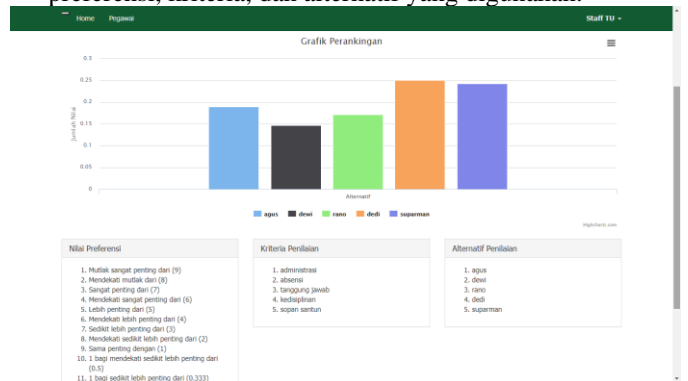 preferensi, kriteria, dan alternatif yang digunakan.
Home Pegawai Staff TU
Grafik Perankingan
0.3
0.25
0.2
0.15
0.1
0.05
0
Jumlah Nilai
Alternatif
agus dewi rano dedi suparman
Highcharts.com
Nilai Preferensi
1. Mutlak sangat penting dari (9)
2. Mendekati mutlak dari (8)
3. Sangat penting dari (7)
4. Mendekati sangat penting dari (6)
5. Lebih penting dari (5)
6. Mendekati lebih penting dari (4)
7. Sedikit lebih penting dari (3)
8. Mendekati sedikit lebih penting dari (2)
9. Sama penting dengan (1)
10. 1 bagi mendekati sedikit lebih penting dari
(0.5)
11. 1 bagi sedikit lebih penting dari (0.333)
Kriteria Penilaian
1. administrasi
2. absensi
3. tanggung jawab
4. kedisiplinan
5. sopan santun
Alternatif Penilaian
1. agus
2. dewi
3. rano
4. dedi
5. suparman